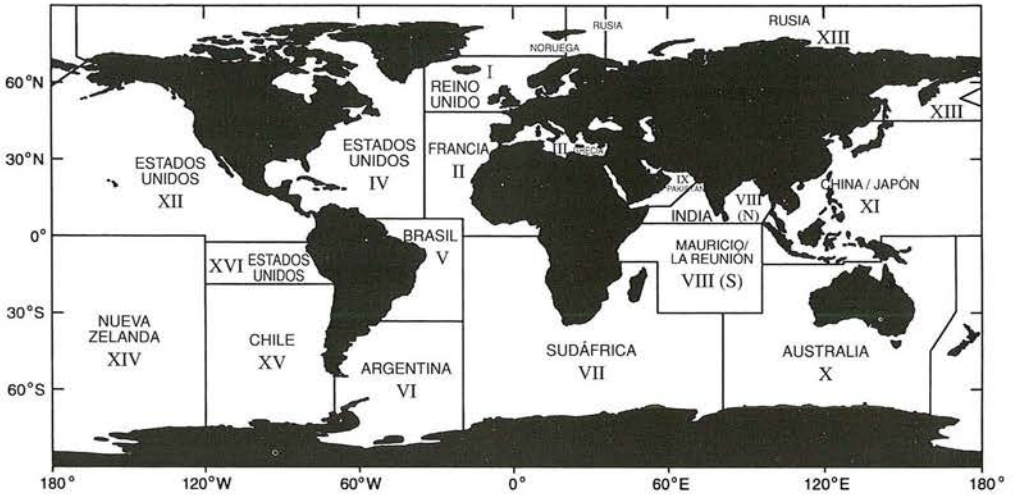 RUSIA
RUSIA
XIII
NORUEGA
60°N
I
REINO
UNIDO
XIII
ESTADOS
UNIDOS
IV
FRANCIA
II
III
GRECIA
30°N
ESTADOS
UNIDOS
XII
IX
PAKISTAN
VIII
(N)
CHINA / JAPÓN
XI
INDIA
0°
BRASIL
V
MAURICIO/
LA REUNIÓN
VIII (S)
XVI
ESTADOS
UNIDOS
30°S
NUEVA
ZELANDA
XIV
CHILE
XV
ARGENTINA
VI
SUDÁFRICA
VII
AUSTRALIA
X
60°S
180°
120°W
60°W
0°
60°E
120°E
180°